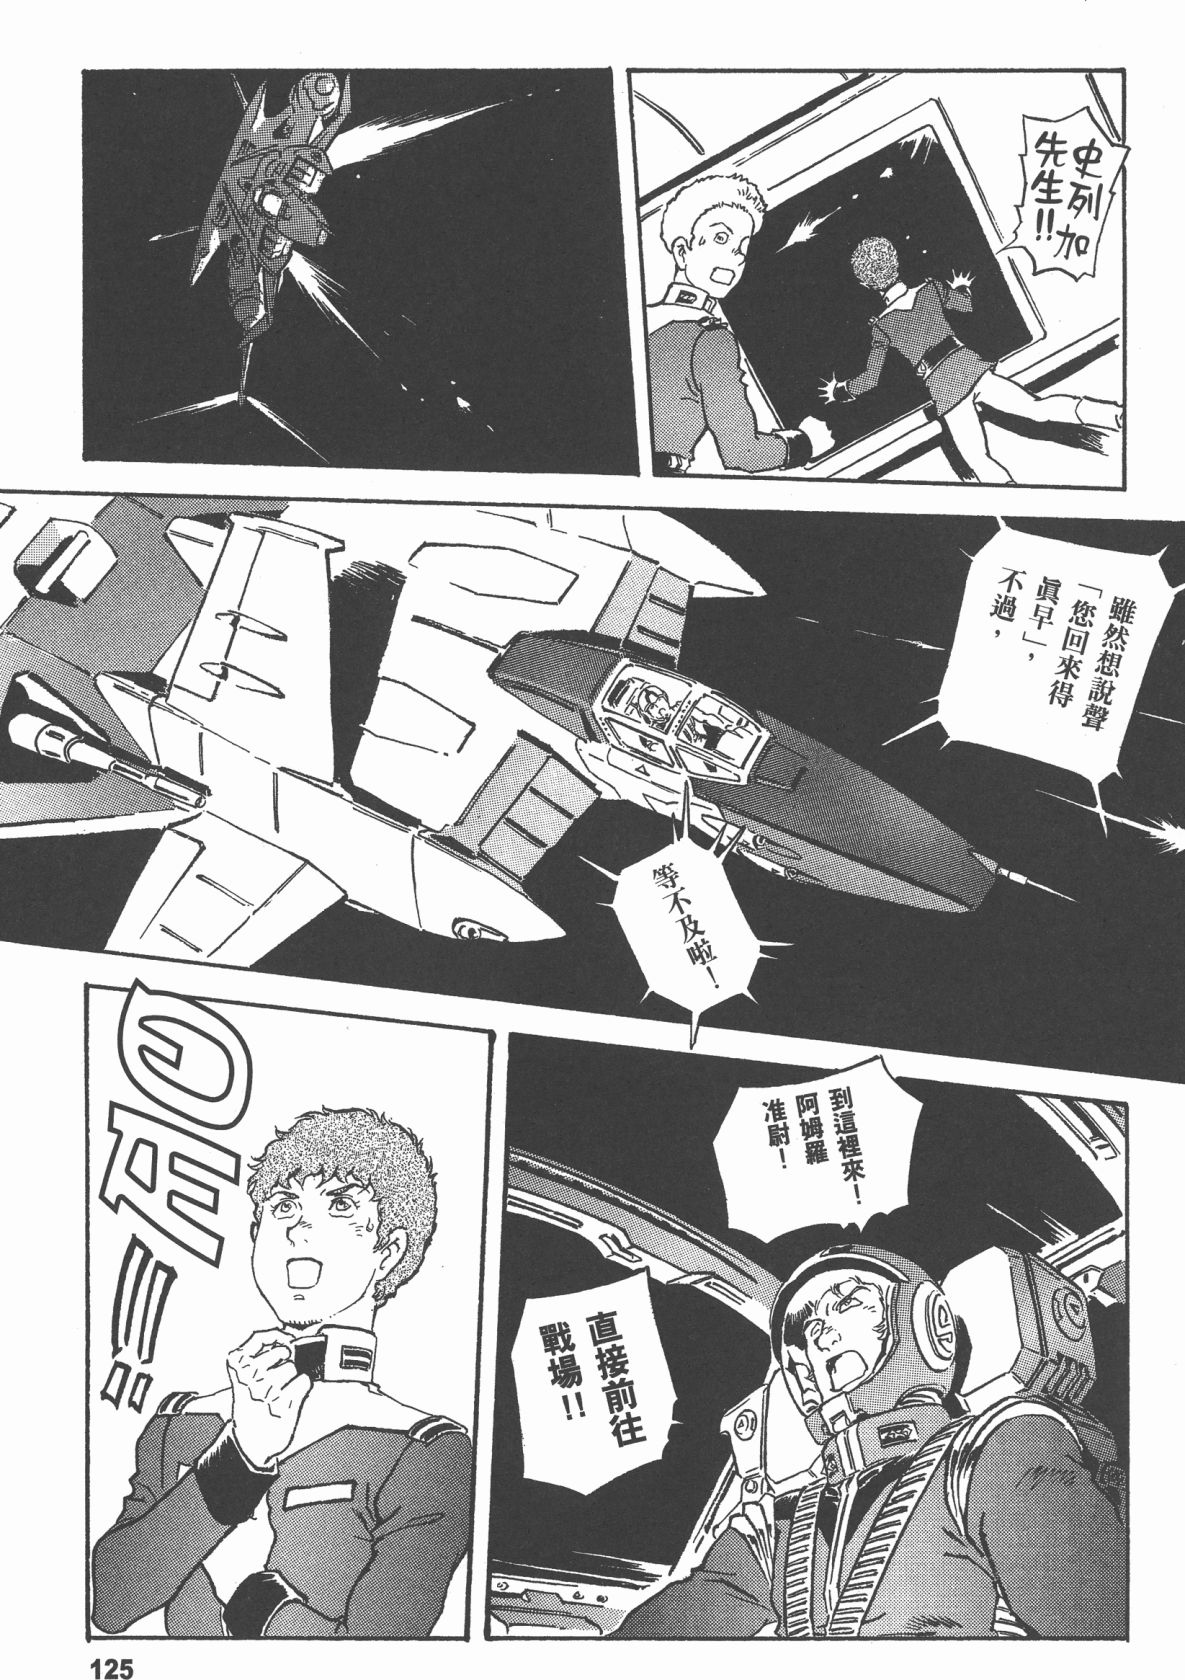 史列加
先生!!
雖然想說聲
「您回來得
真早」，
不過，
等不及啦！
到這裡來！
阿姆羅
准尉！
直接前往
戰場!!
125